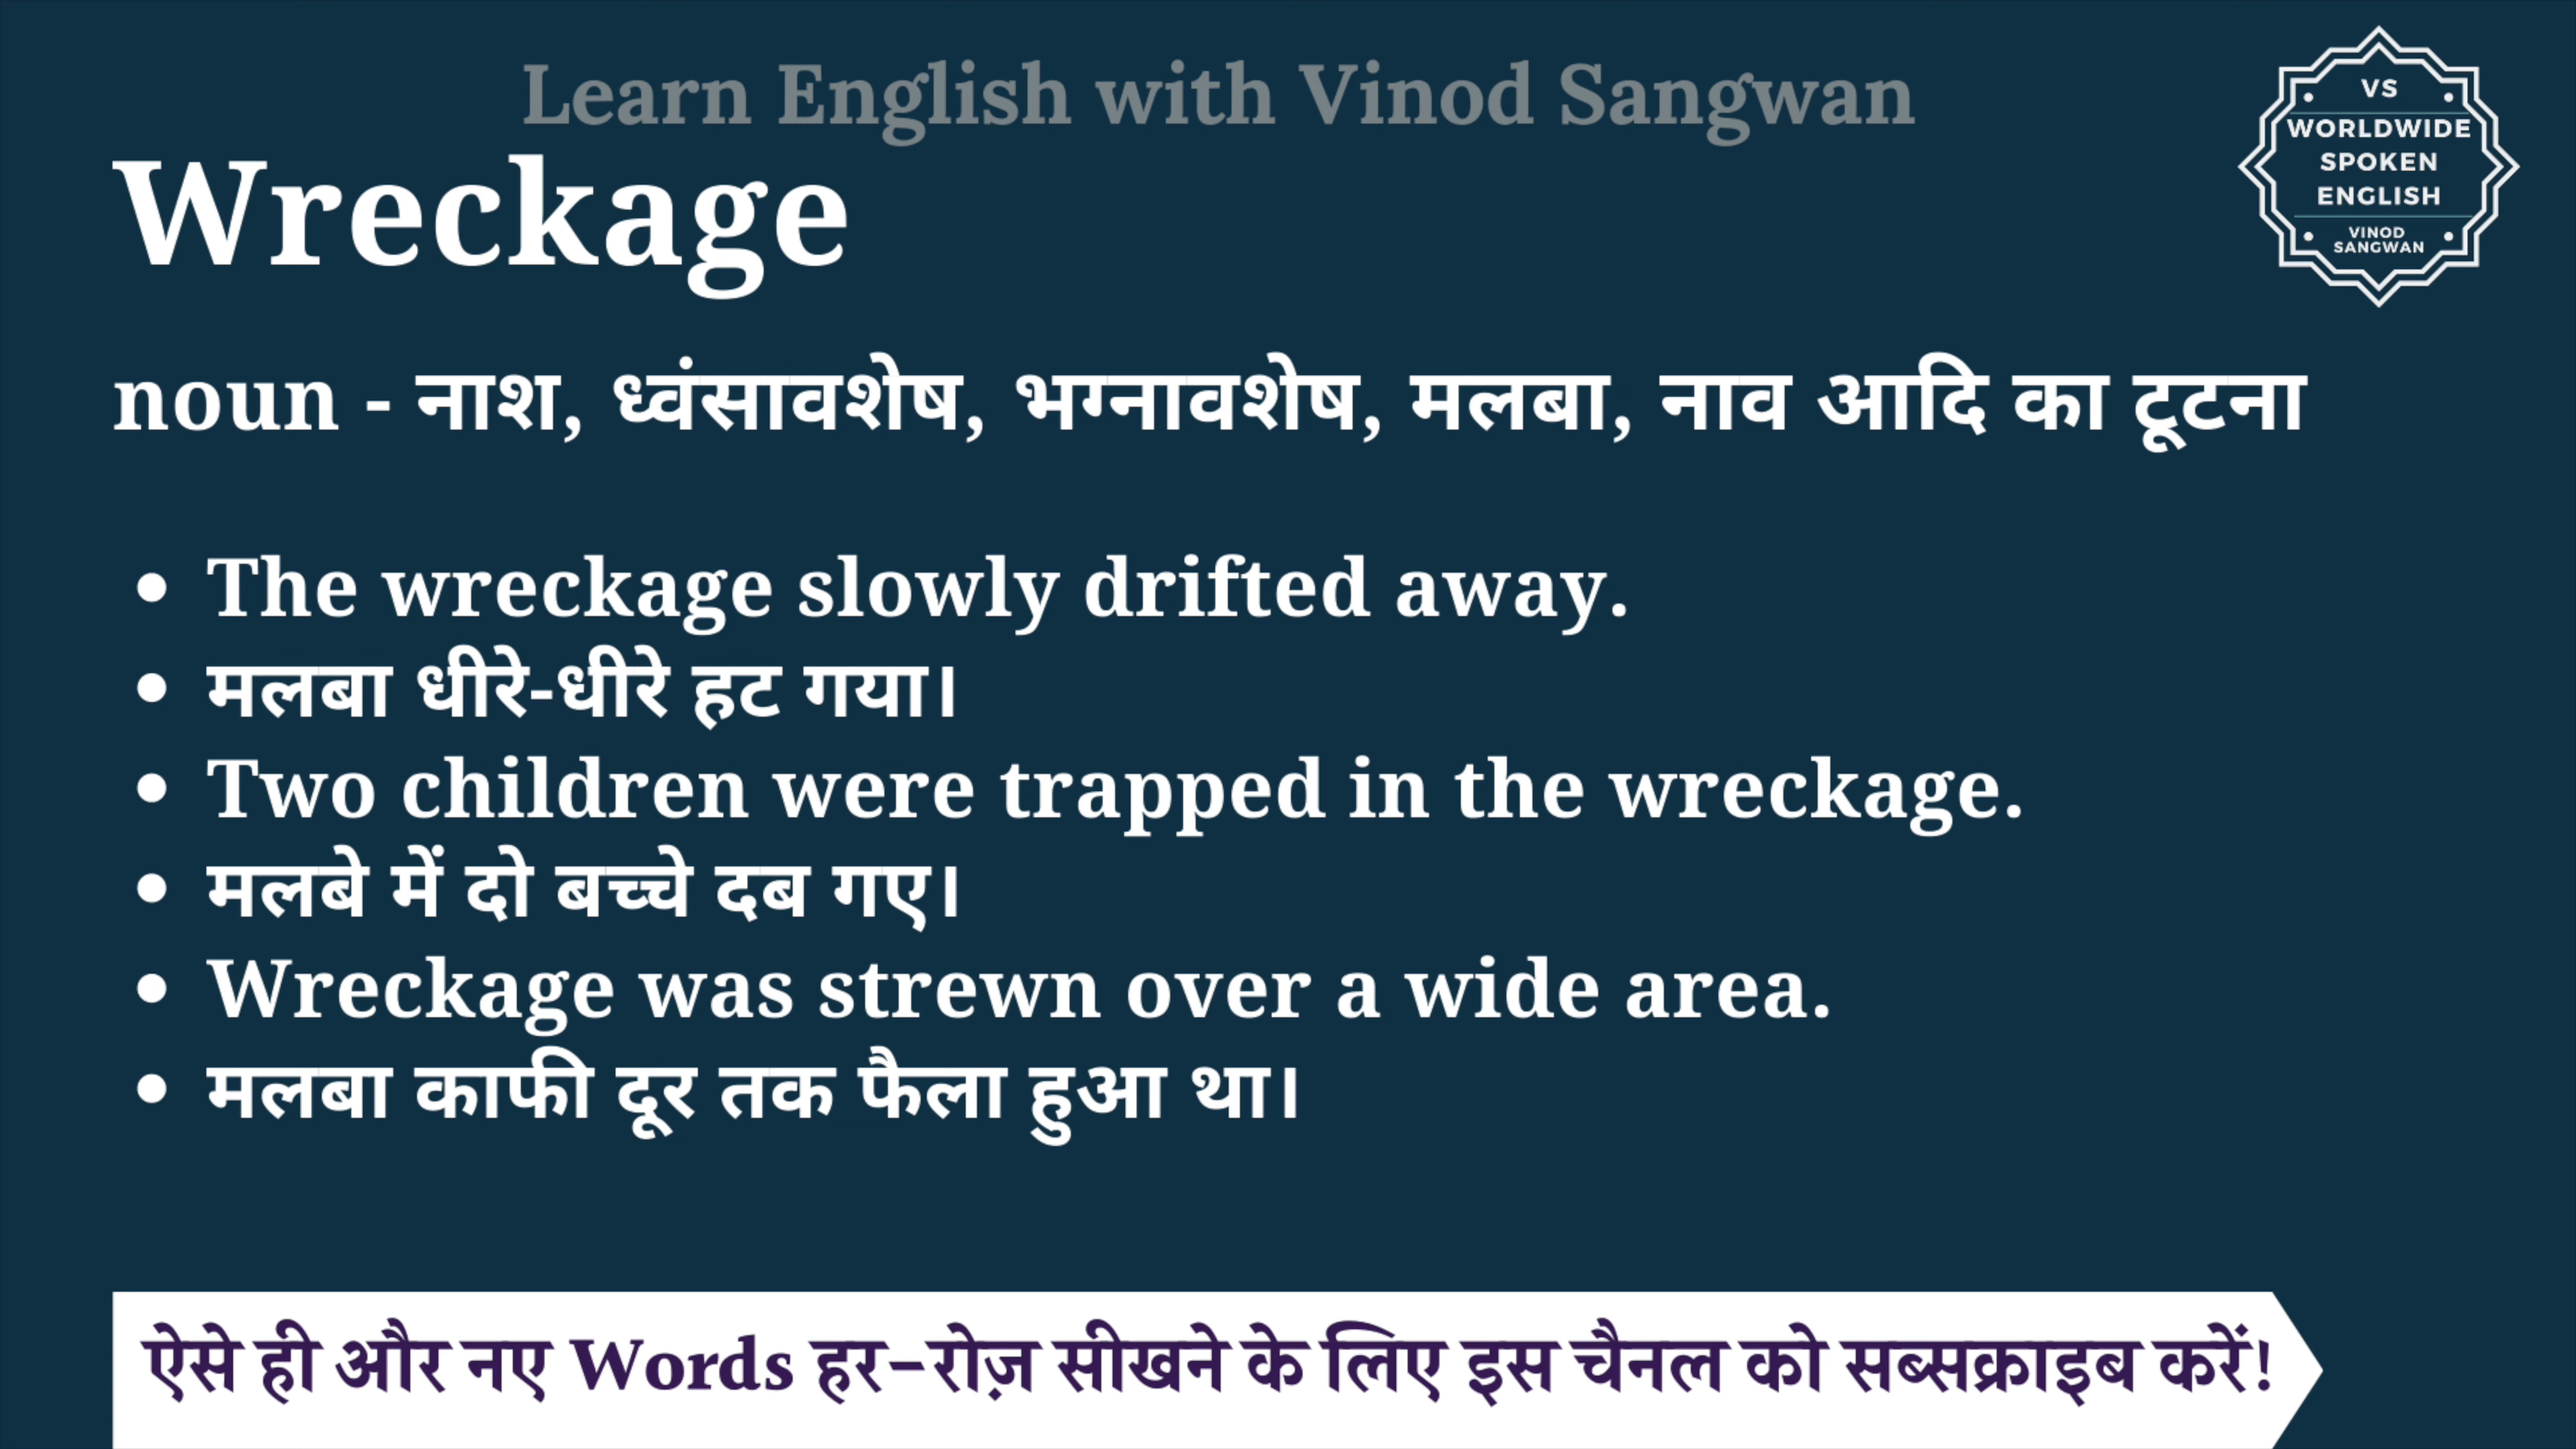 Learn English with Vinod Sangwan
VS
WORLDWIDE
SPOKEN
ENGLISH
VINOD
SANGWAN
Wreckage
noun - नाश, ध्वंसावशेष, भग्नावशेष, मलबा, नाव आदि का टूटना
• The wreckage slowly drifted away.
• मलबा धीरे-धीरे हट गया।
• Two children were trapped in the wreckage.
• मलबे में दो बच्चे दब गए।
• Wreckage was strewn over a wide area.
• मलबा काफी दूर तक फैला हुआ था।
ऐसे ही और नए Words हर-रोज़ सीखने के लिए इस चैनल को सब्सक्राइब करें!